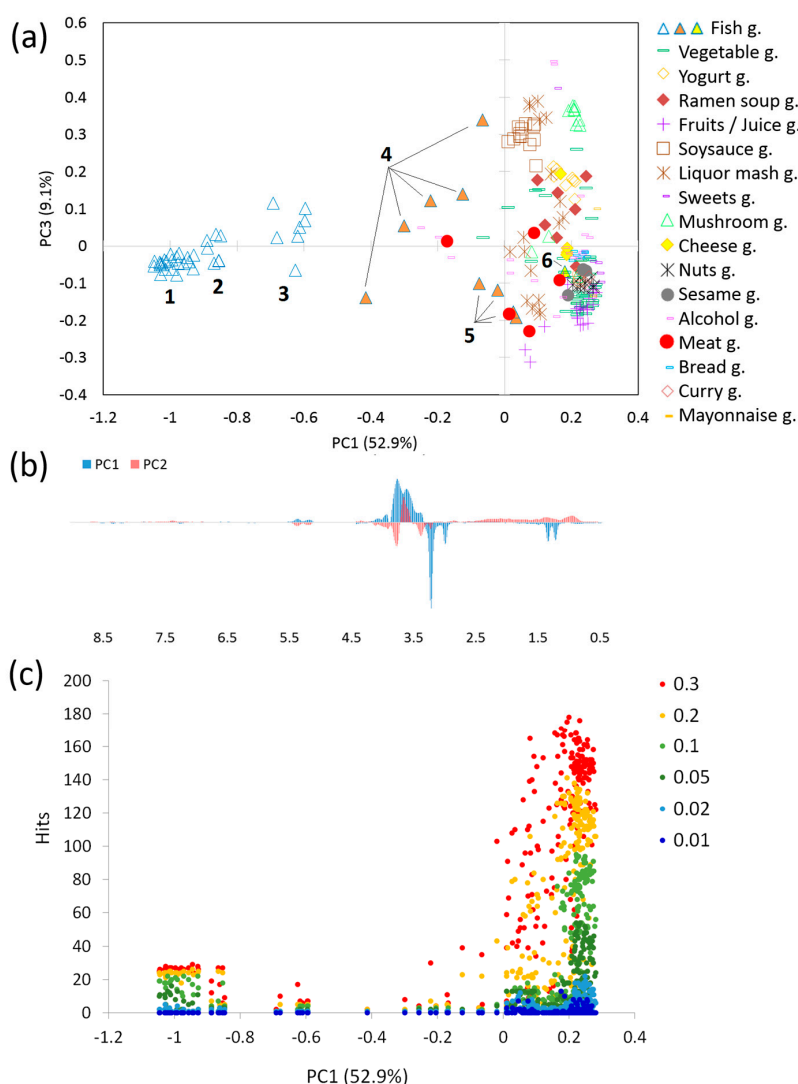 (a)
0.6
0.5
0.4
0.3
0.2
0.1
0
-0.1
-0.2
-0.3
-0.4
PC3 (9.1%)
-1.2 -1 -0.8 -0.6 -0.4 -0.2 0 0.2 0.4
PC1 (52.9%)
1
2
3
4
5
6
Fish g.
Vegetable g.
Yogurt g.
Ramen soup g.
Fruits / Juice g.
Soysauce g.
Liquor mash g.
Sweets g.
Mushroom g.
Cheese g.
Nuts g.
Sesame g.
Alcohol g.
Meat g.
Bread g.
Curry g.
Mayonnaise g.
(b)
PC1 PC2
8.5 7.5 6.5 5.5 4.5 3.5 2.5 1.5 0.5
(c)
200
180
160
140
120
100
80
60
40
20
0
Hits
-1.2 -1 -0.8 -0.6 -0.4 -0.2 0 0.2 0.4
PC1 (52.9%)
0.3
0.2
0.1
0.05
0.02
0.01